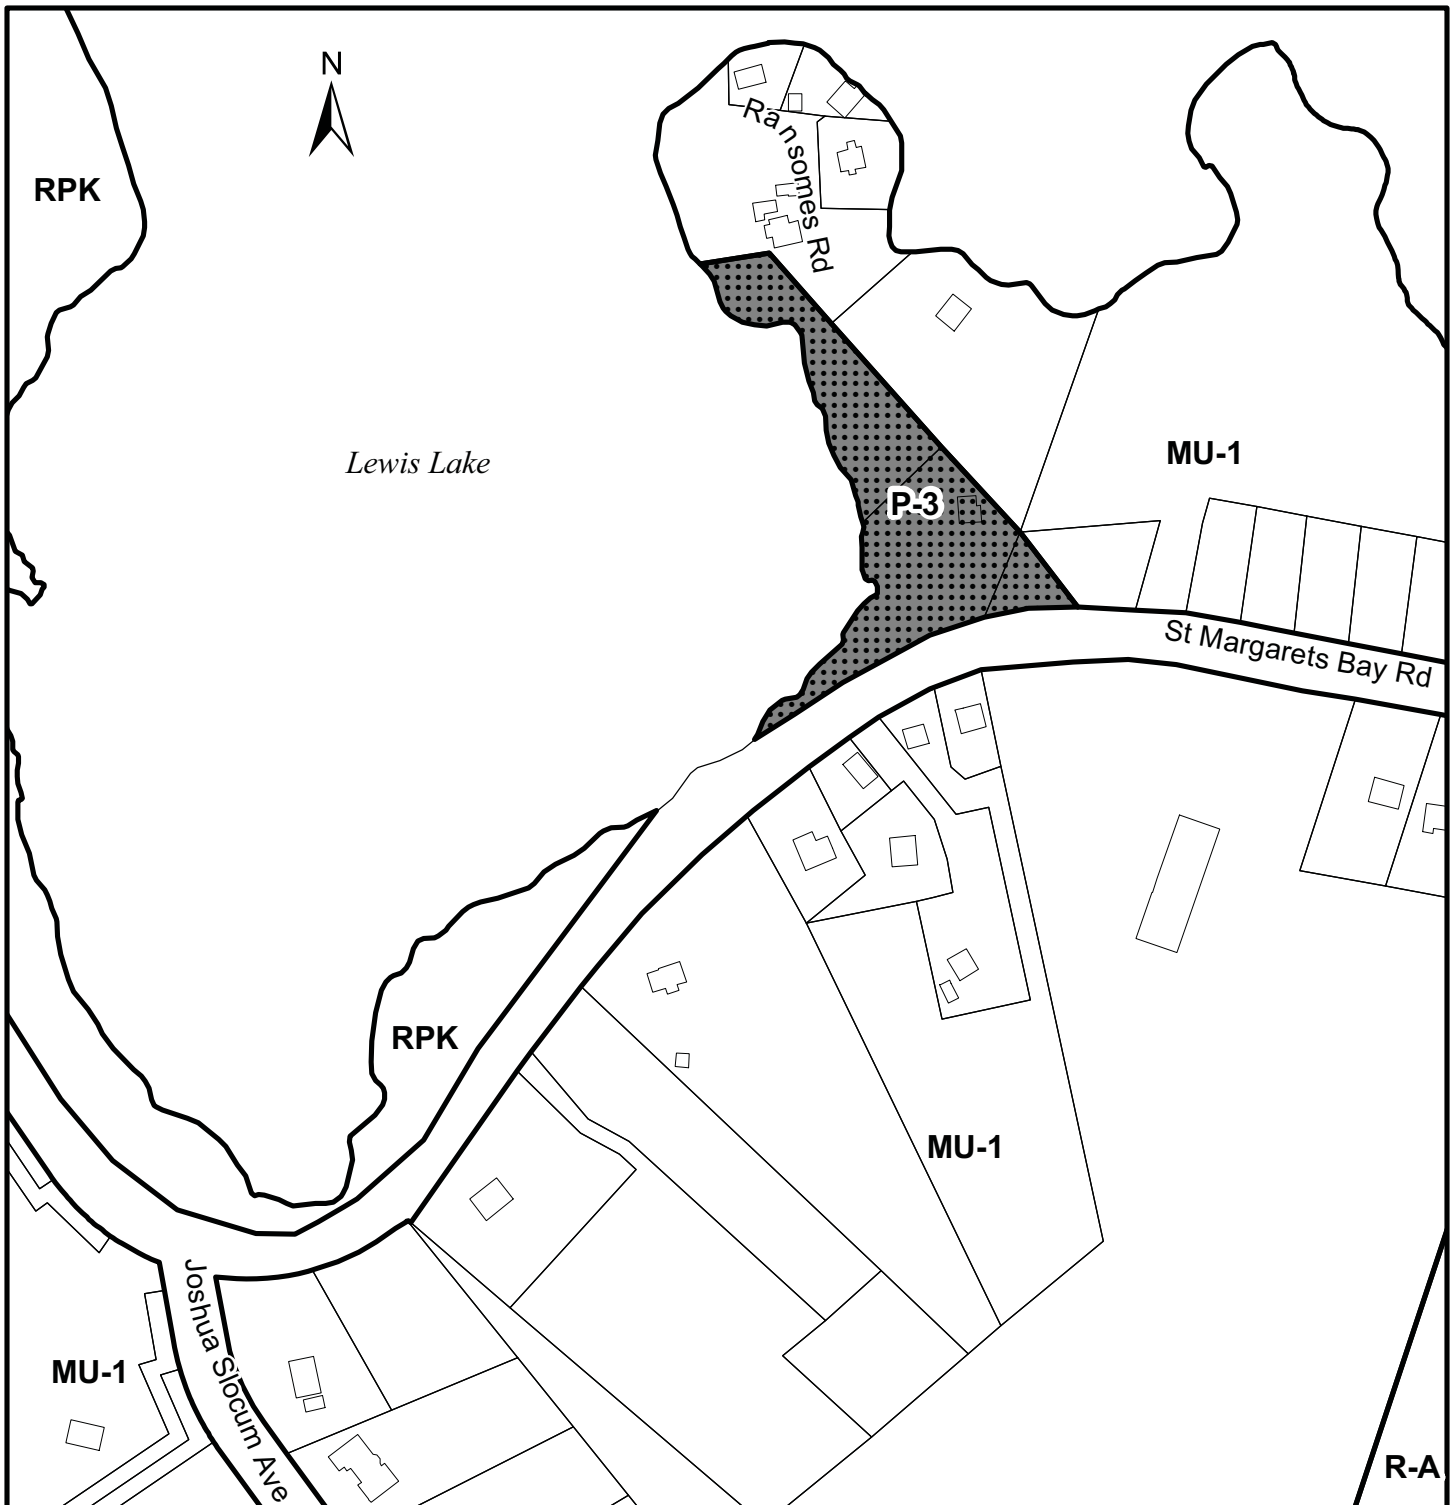 N
RPK
Ransomes Rd
Lewis Lake
MU-1
P-3
St Margarets Bay Rd
RPK
MU-1
Joshua Slocum Ave
MU-1
R-A